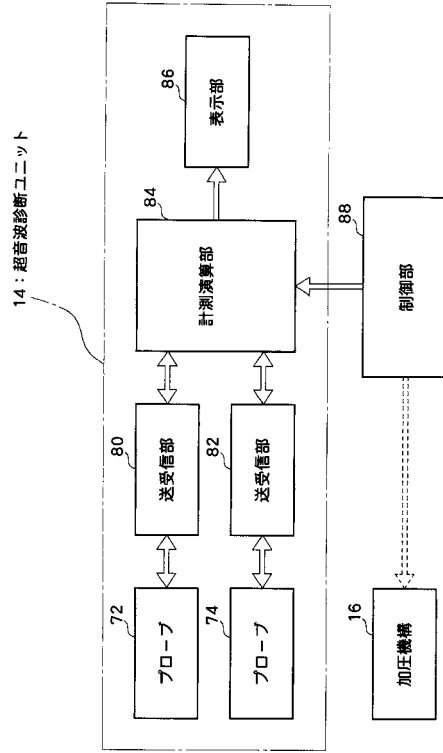 14：超音波診断ユニット
72
プローブ
80
送受信部
84
計測演算部
86
表示部
74
プローブ
82
送受信部
16
加圧機構
88
制御部